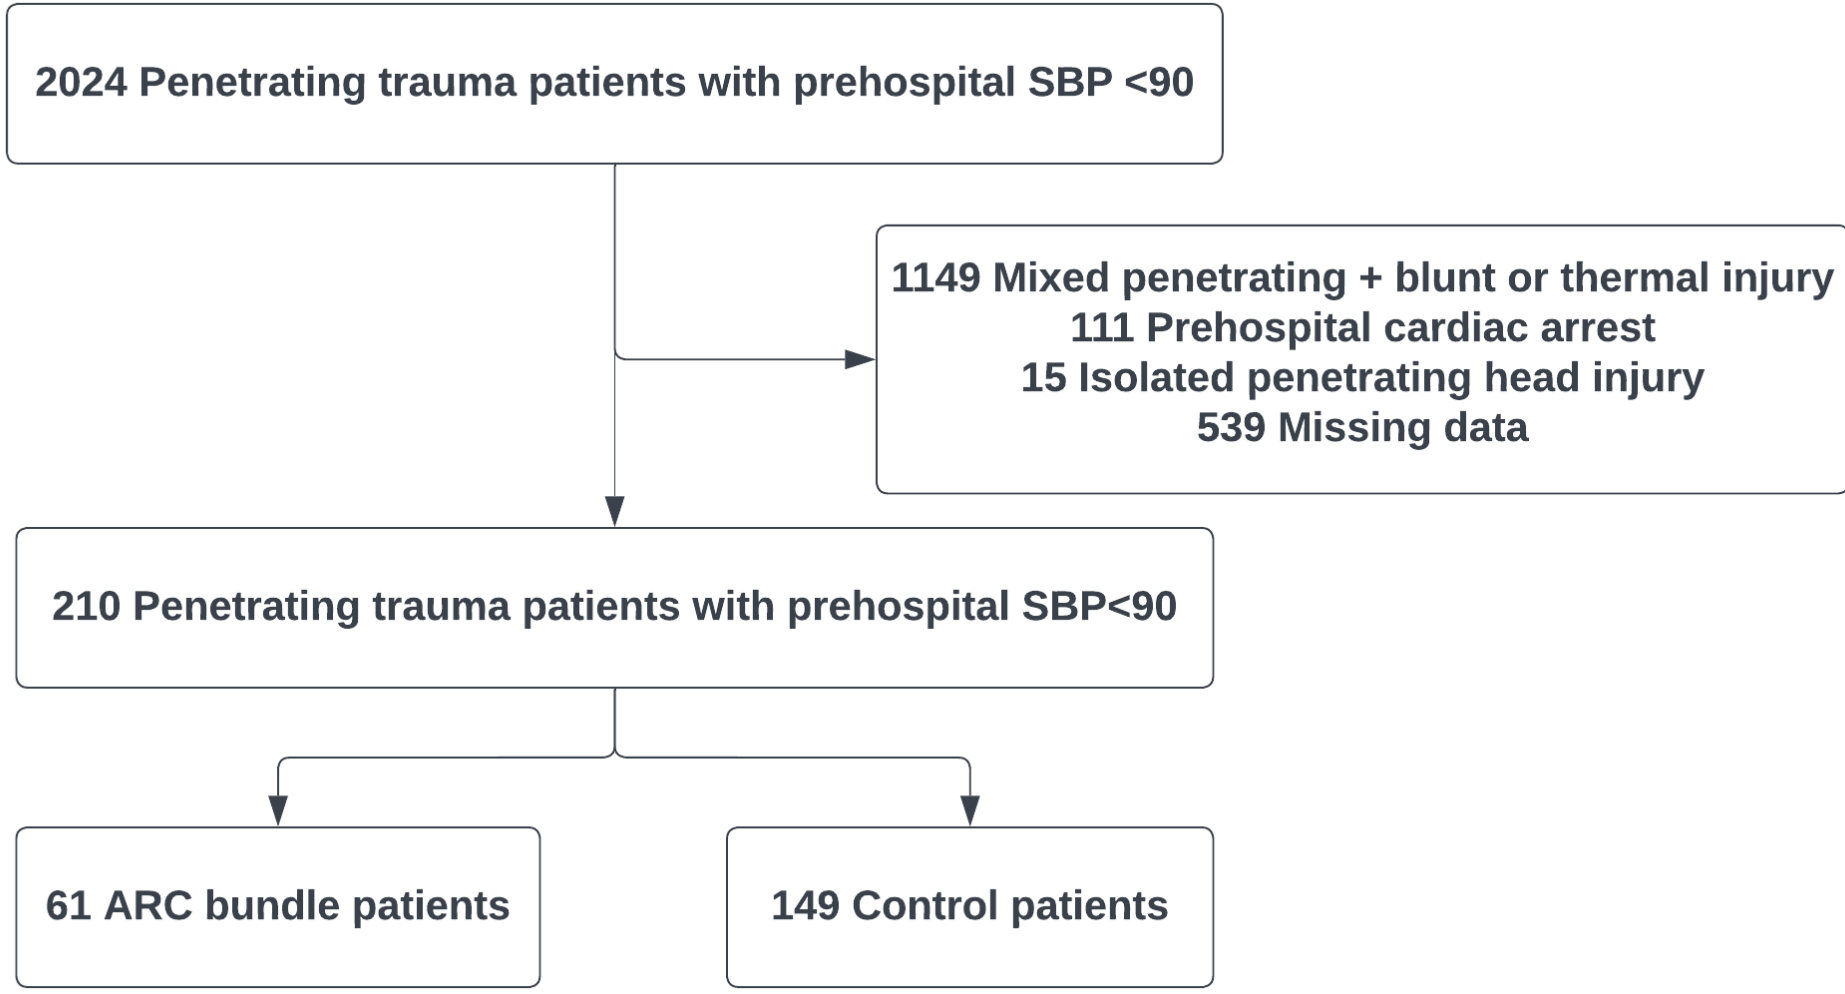 2024 Penetrating trauma patients with prehospital SBP <90
1149 Mixed penetrating + blunt or thermal injury
111 Prehospital cardiac arrest
15 Isolated penetrating head injury
539 Missing data
210 Penetrating trauma patients with prehospital SBP<90
61 ARC bundle patients
149 Control patients